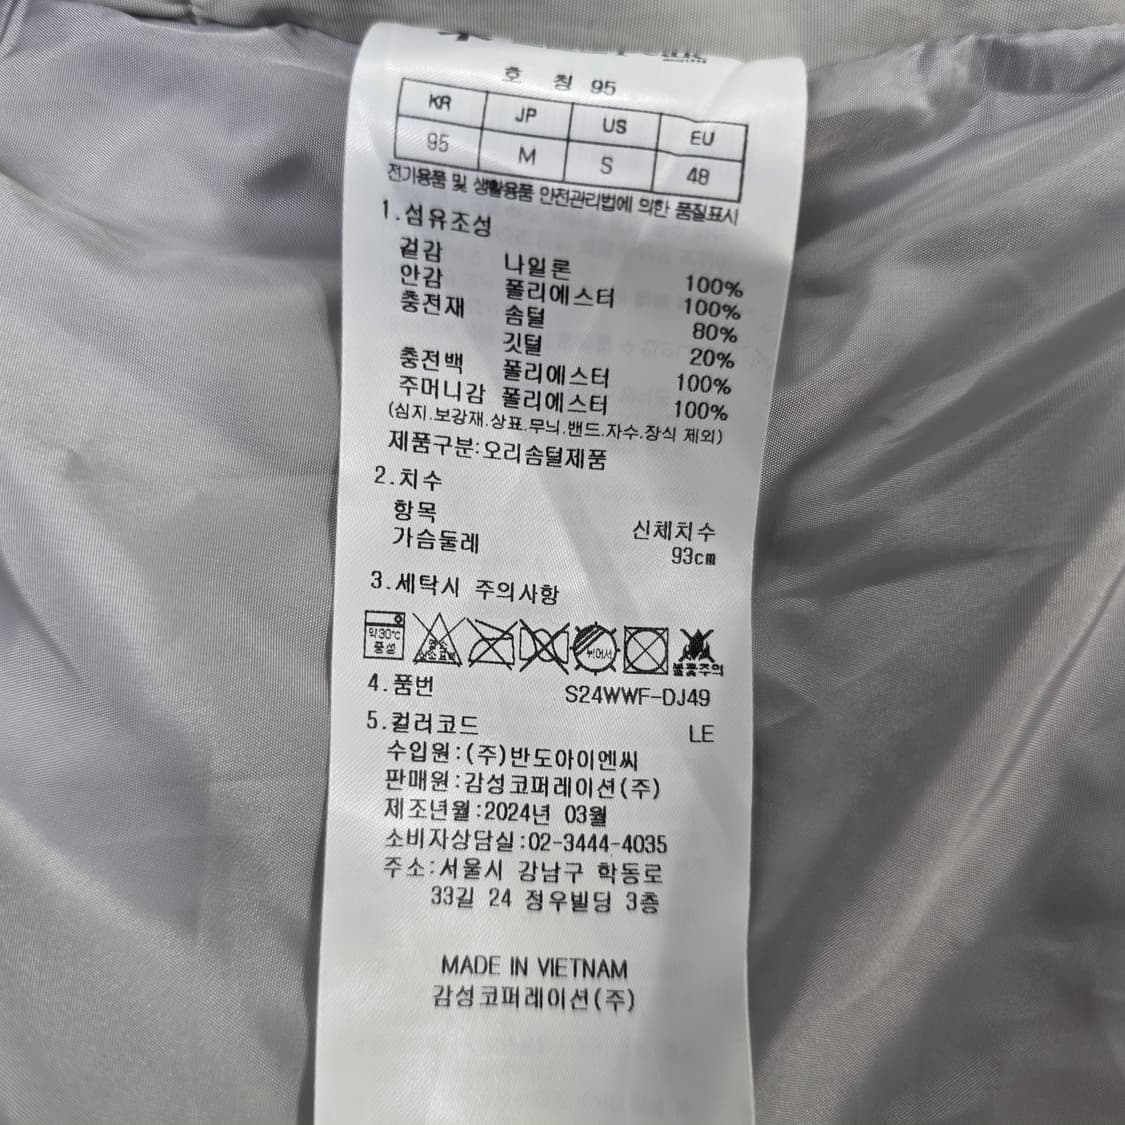 호 칭 95
KR JP US EU
95 M S 48
전기용품 및 생활용품 안전관리법에 의한 품질표시
1.섬유조성
겉감 나일론 100%
안감 폴리에스터 100%
충전재 솜털 80%
깃털 20%
충전백 폴리에스터 100%
주머니감 폴리에스터 100%
(심지.보강재.상표.무늬.밴드.자수.장식 제외)
제품구분:오리솜털제품
2.치수
항목 신체치수
가슴둘레 93cm
3.세탁시 주의사항
약30℃
중성
염소
산소표백
뉘어서
불꽃주의
4.품번 S24WWF-DJ49
5.컬러코드 LE
수입원:(주)반도아이엔씨
판매원:감성코퍼레이션(주)
제조년월:2024년 03월
소비자상담실:02-3444-4035
주소:서울시 강남구 학동로
33길 24 정우빌딩 3층
MADE IN VIETNAM
감성코퍼레이션(주)